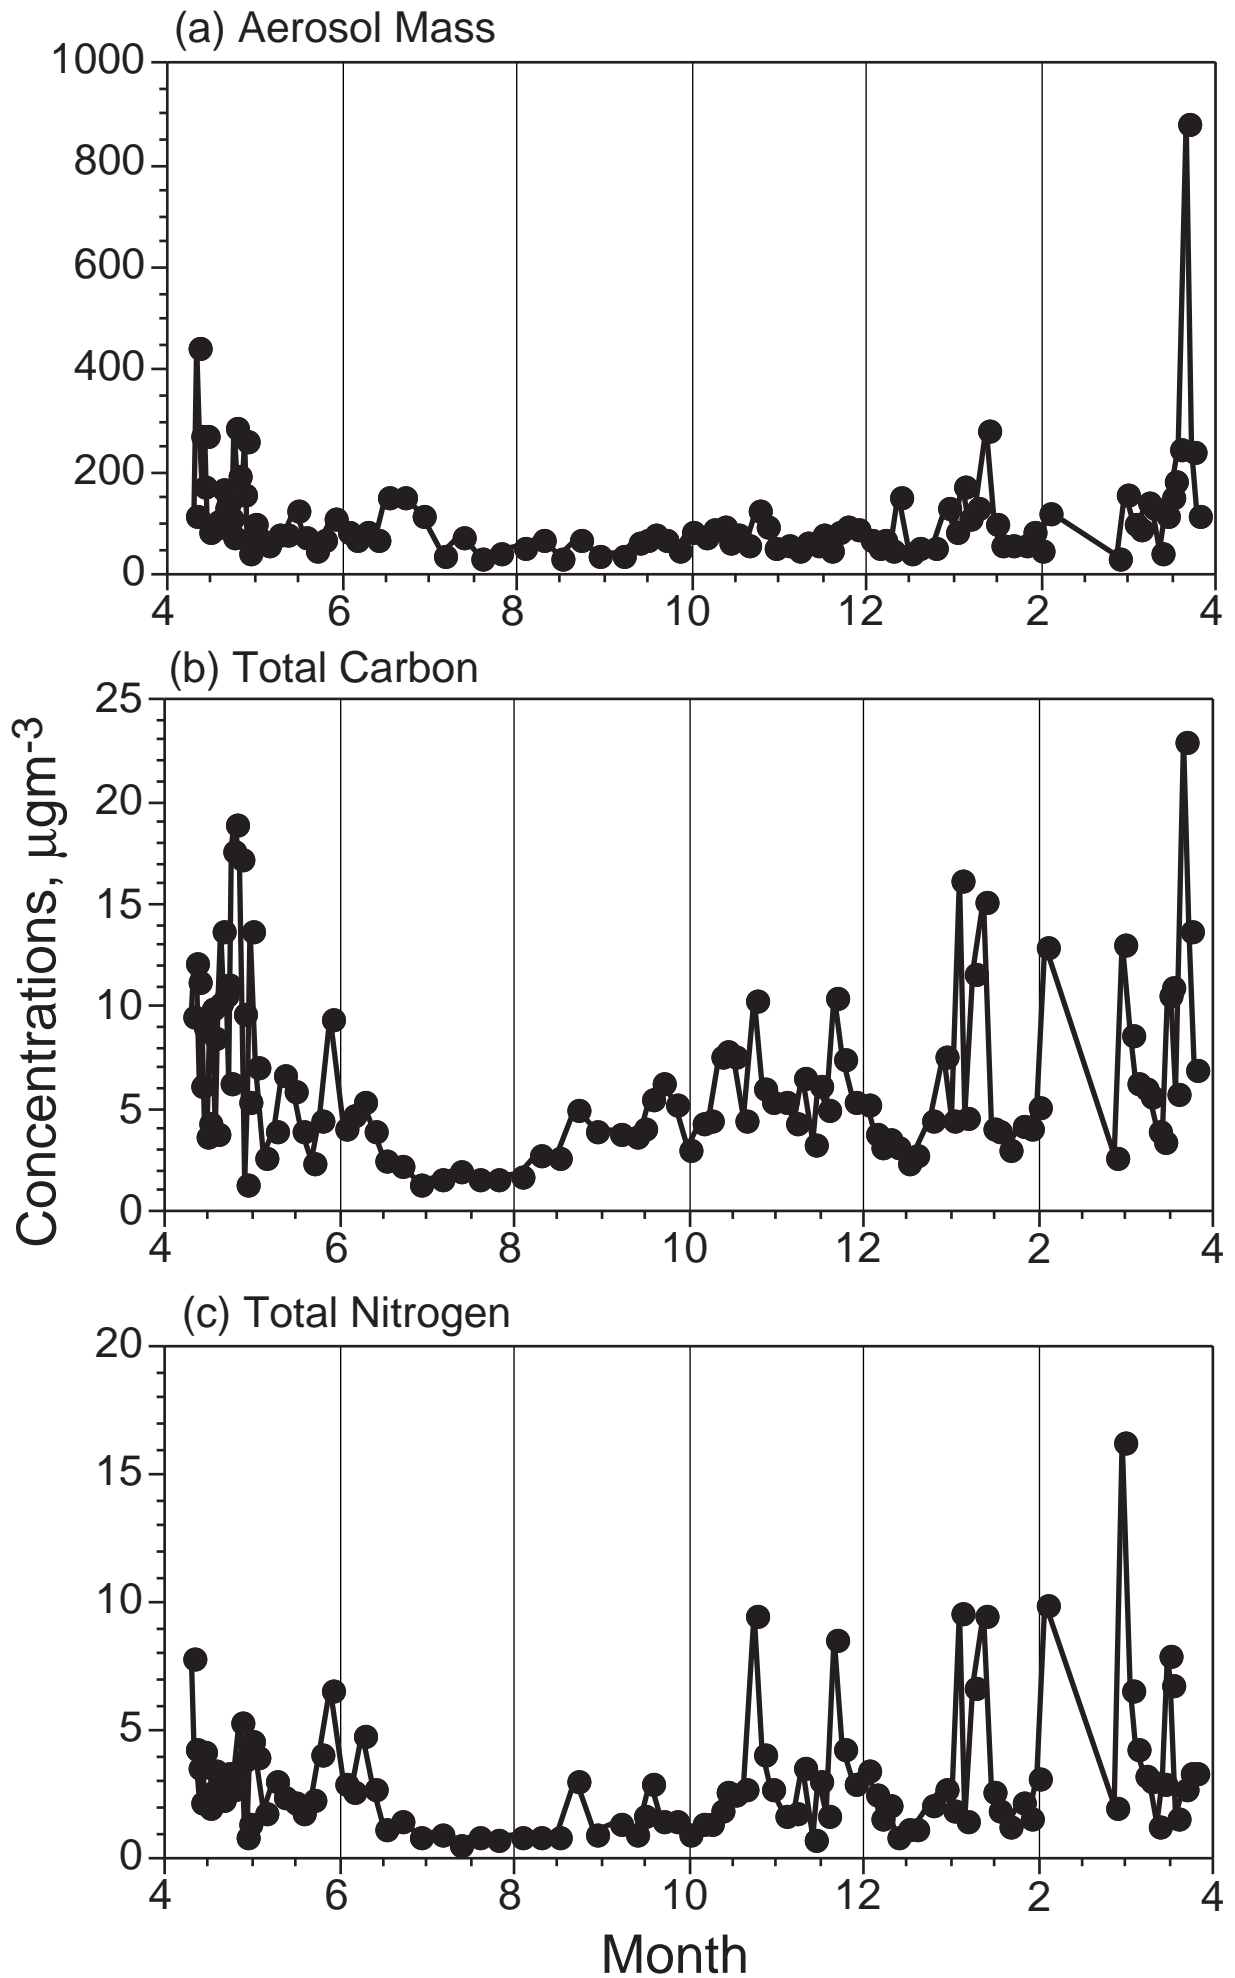 (a) Aerosol Mass
1000
800
600
400
200
0
4 6 8 10 12 2 4
(b) Total Carbon
25
20
15
10
5
0
4 6 8 10 12 2 4
Concentrations, μgm-3
(c) Total Nitrogen
20
15
10
5
0
4 6 8 10 12 2 4
Month